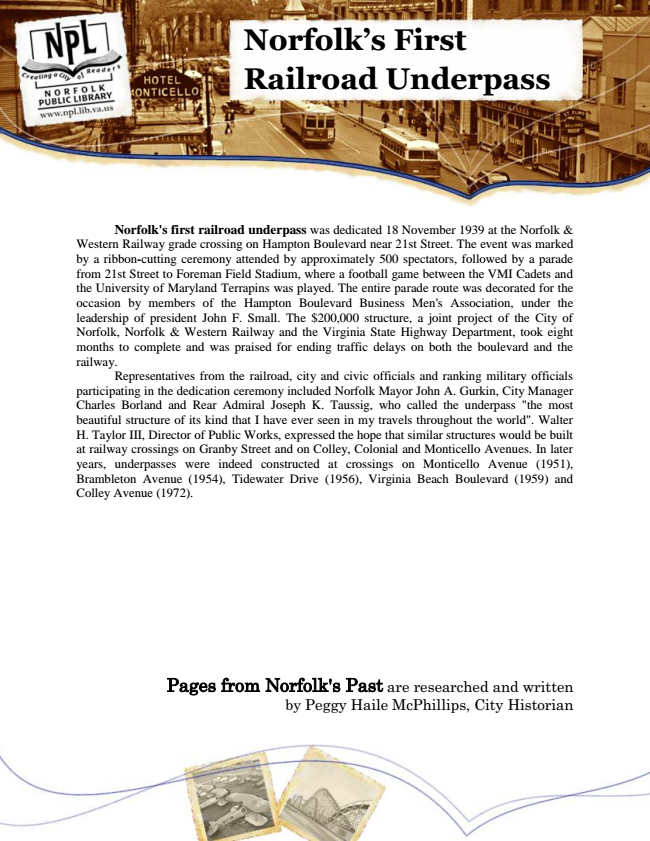 NPL
Creating a City of Readers
NORFOLK
PUBLIC LIBRARY
www.npl.lib.va.us
HOTEL
MONTICELLO
THE MONTICELLO
Norfolk's First
Railroad Underpass
Norfolk's first railroad underpass was dedicated 18 November 1939 at the Norfolk &
Western Railway grade crossing on Hampton Boulevard near 21st Street. The event was marked
by a ribbon-cutting ceremony attended by approximately 500 spectators, followed by a parade
from 21st Street to Foreman Field Stadium, where a football game between the VMI Cadets and
the University of Maryland Terrapins was played. The entire parade route was decorated for the
occasion by members of the Hampton Boulevard Business Men's Association, under the
leadership of president John F. Small. The $200,000 structure, a joint project of the City of
Norfolk, Norfolk & Western Railway and the Virginia State Highway Department, took eight
months to complete and was praised for ending traffic delays on both the boulevard and the
railway.
Representatives from the railroad, city and civic officials and ranking military officials
participating in the dedication ceremony included Norfolk Mayor John A. Gurkin, City Manager
Charles Borland and Rear Admiral Joseph K. Taussig, who called the underpass "the most
beautiful structure of its kind that I have ever seen in my travels throughout the world". Walter
H. Taylor III, Director of Public Works, expressed the hope that similar structures would be built
at railway crossings on Granby Street and on Colley, Colonial and Monticello Avenues. In later
years, underpasses were indeed constructed at crossings on Monticello Avenue (1951),
Brambleton Avenue (1954), Tidewater Drive (1956), Virginia Beach Boulevard (1959) and
Colley Avenue (1972).
Pages from Norfolk's Past are researched and written
by Peggy Haile McPhillips, City Historian